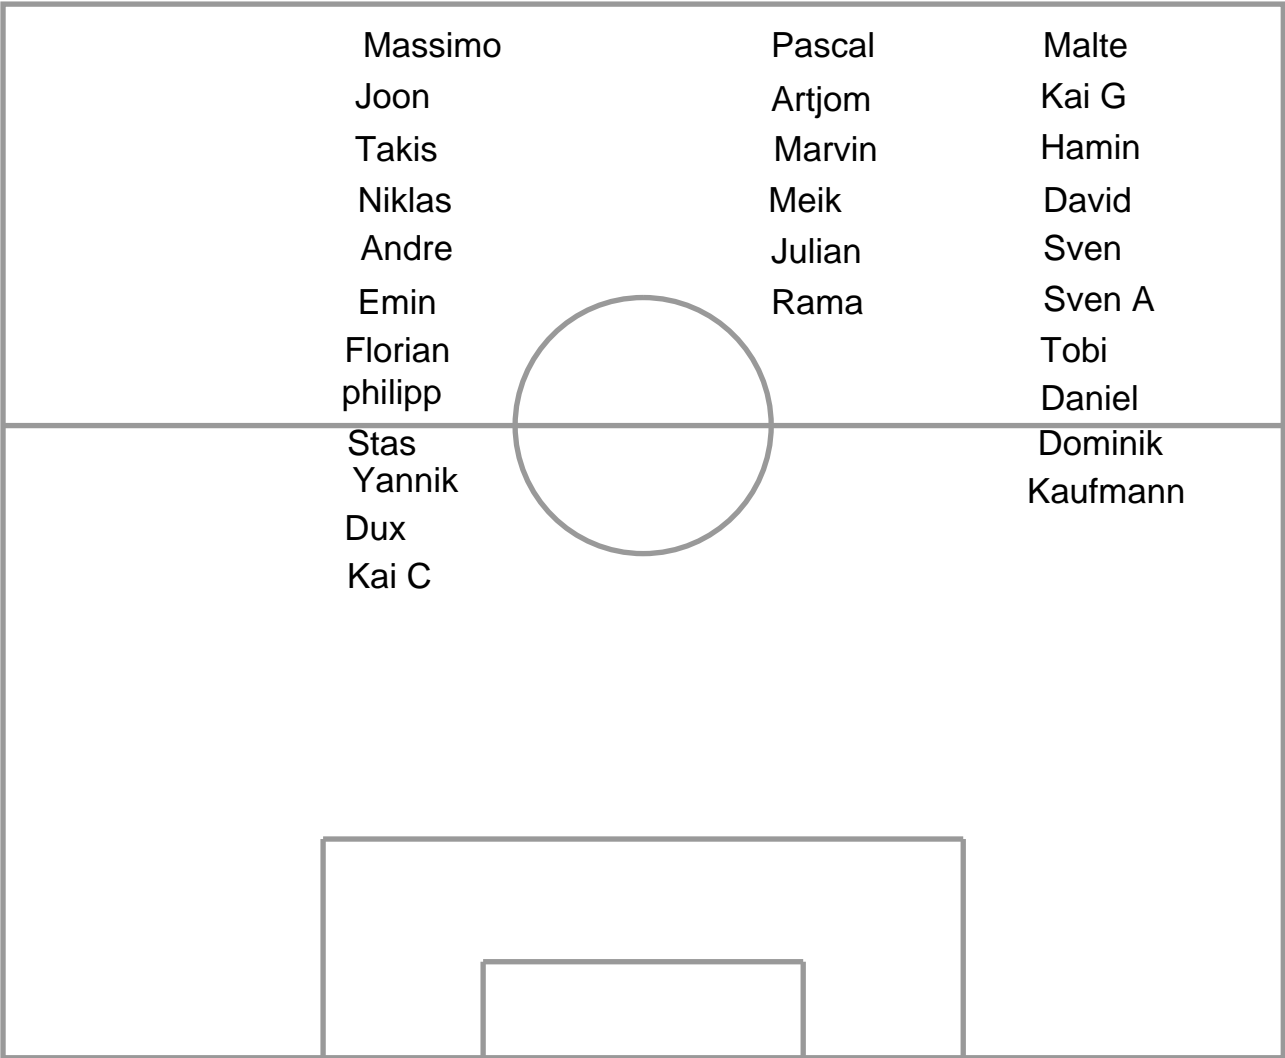 Massimo
Joon
Takis
Niklas
Andre
Emin
Florian
philipp
Stas
Yannik
Dux
Kai C
Pascal
Artjom
Marvin
Meik
Julian
Rama
Malte
Kai G
Hamin
David
Sven
Sven A
Tobi
Daniel
Dominik
Kaufmann